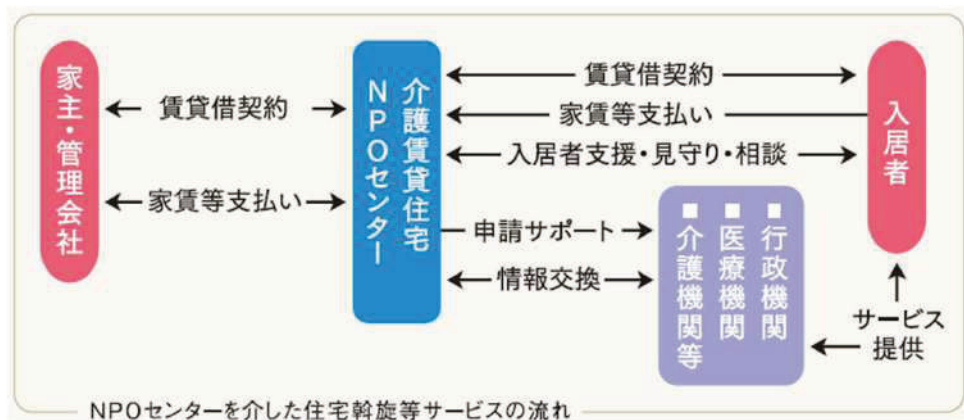 家主・管理会社
賃貸借契約
家賃等支払い
介護賃貸住宅
NPOセンター
賃貸借契約
家賃等支払い
入居者支援・見守り・相談
申請サポート
情報交換
入居者
■行政機関
■医療機関
■介護機関等
サービス
提供
NPOセンターを介した住宅斡旋等サービスの流れ